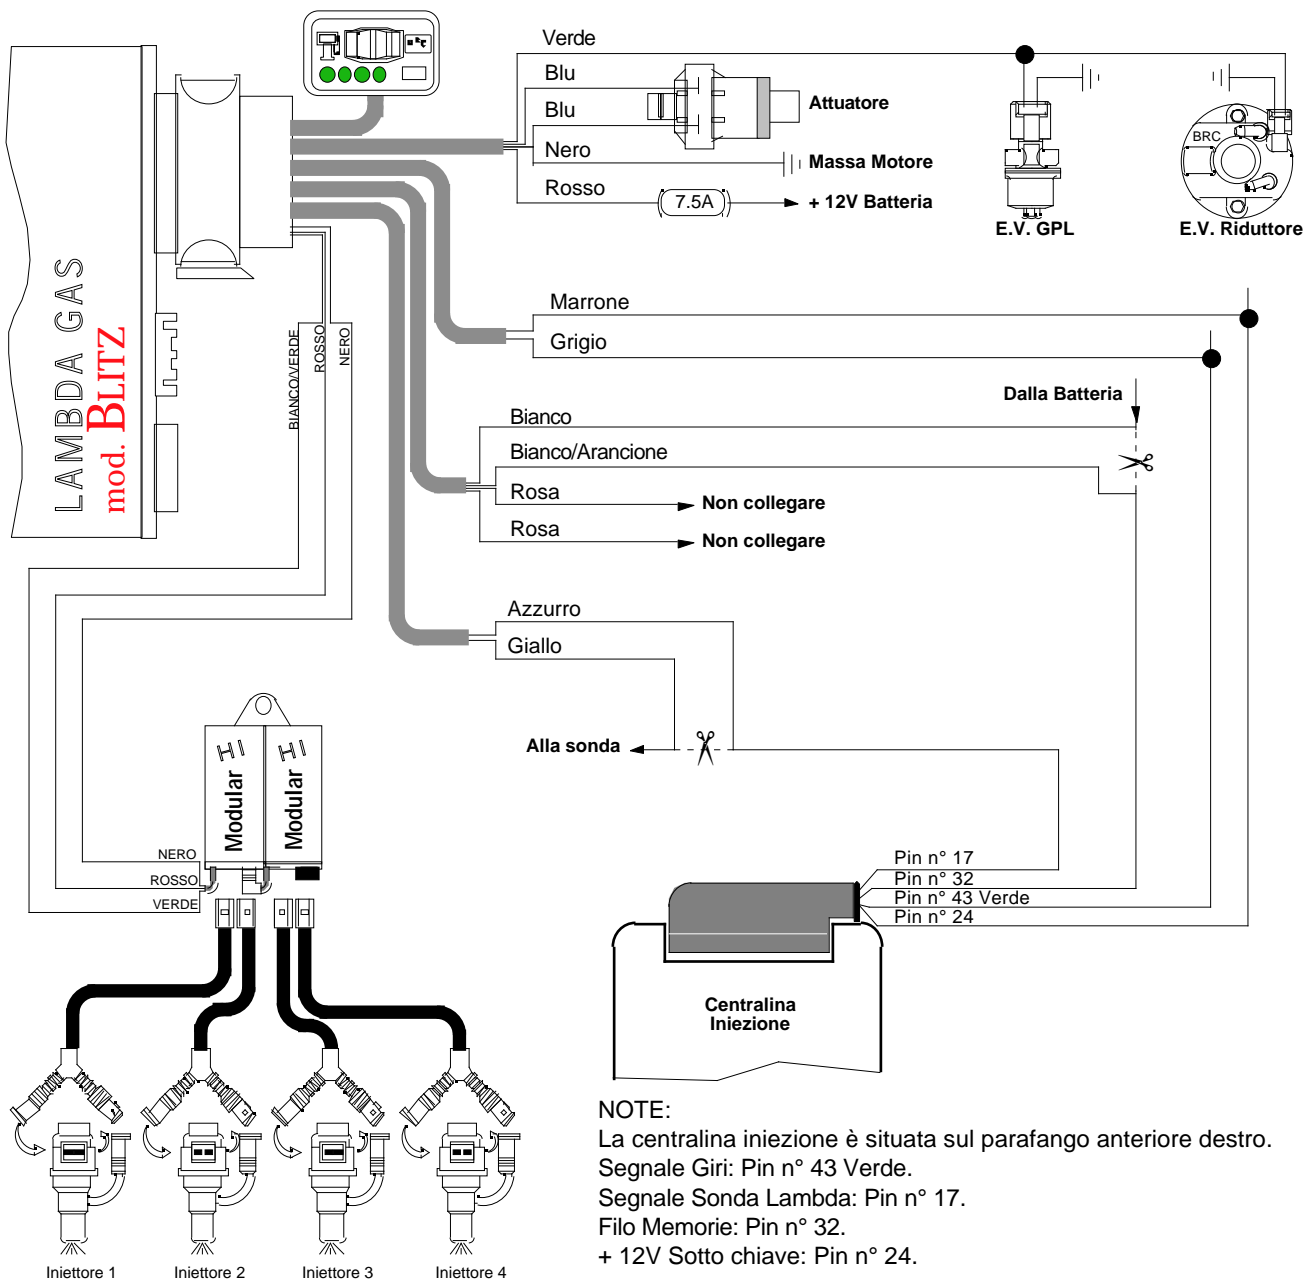 Verde
Blu
Attuatore
Blu
Nero
Massa Motore
Rosso
7.5A
+ 12V Batteria
BRC
E.V. GPL
E.V. Riduttore
LAMBDA GAS
mod. BLITZ
BIANCO/VERDE
ROSSO
NERO
Marrone
Grigio
Dalla Batteria
Bianco
Bianco/Arancione
Rosa
Non collegare
Rosa
Non collegare
Azzurro
Giallo
Alla sonda
Modular HI
Modular HI
NERO
ROSSO
VERDE
Pin n° 17
Pin n° 32
Pin n° 43 Verde
Pin n° 24
Centralina
Iniezione
Iniettore 1
Iniettore 2
Iniettore 3
Iniettore 4
NOTE:
La centralina iniezione è situata sul parafango anteriore destro.
Segnale Giri: Pin n° 43 Verde.
Segnale Sonda Lambda: Pin n° 17.
Filo Memorie: Pin n° 32.
+ 12V Sotto chiave: Pin n° 24.